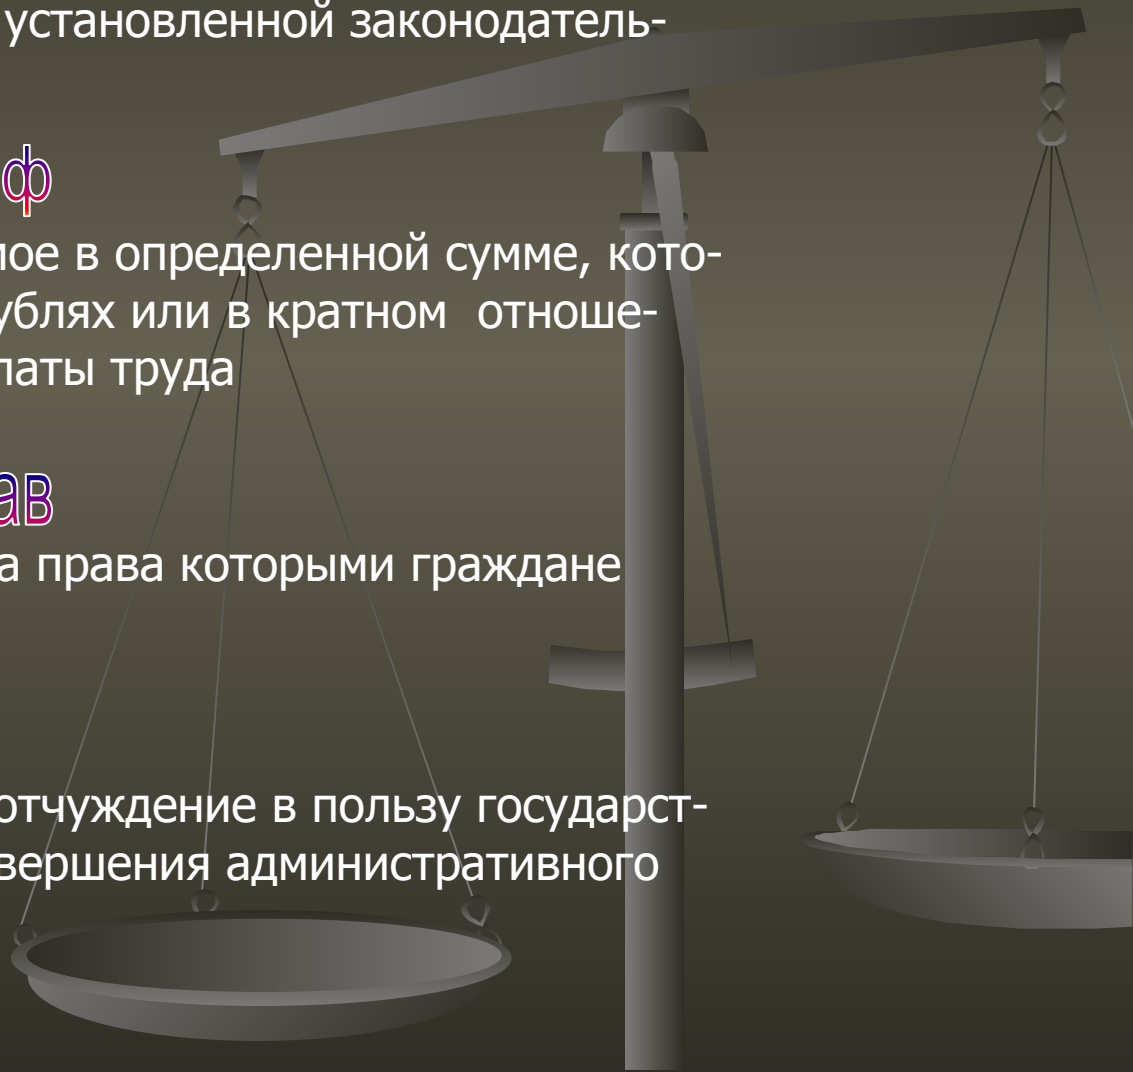 установленной законодатель-
ф
мое в определенной сумме, кото-
ублях или в кратном отноше-
латы труда
ав
а права которыми граждане
отчуждение в пользу государст-
вершения административного